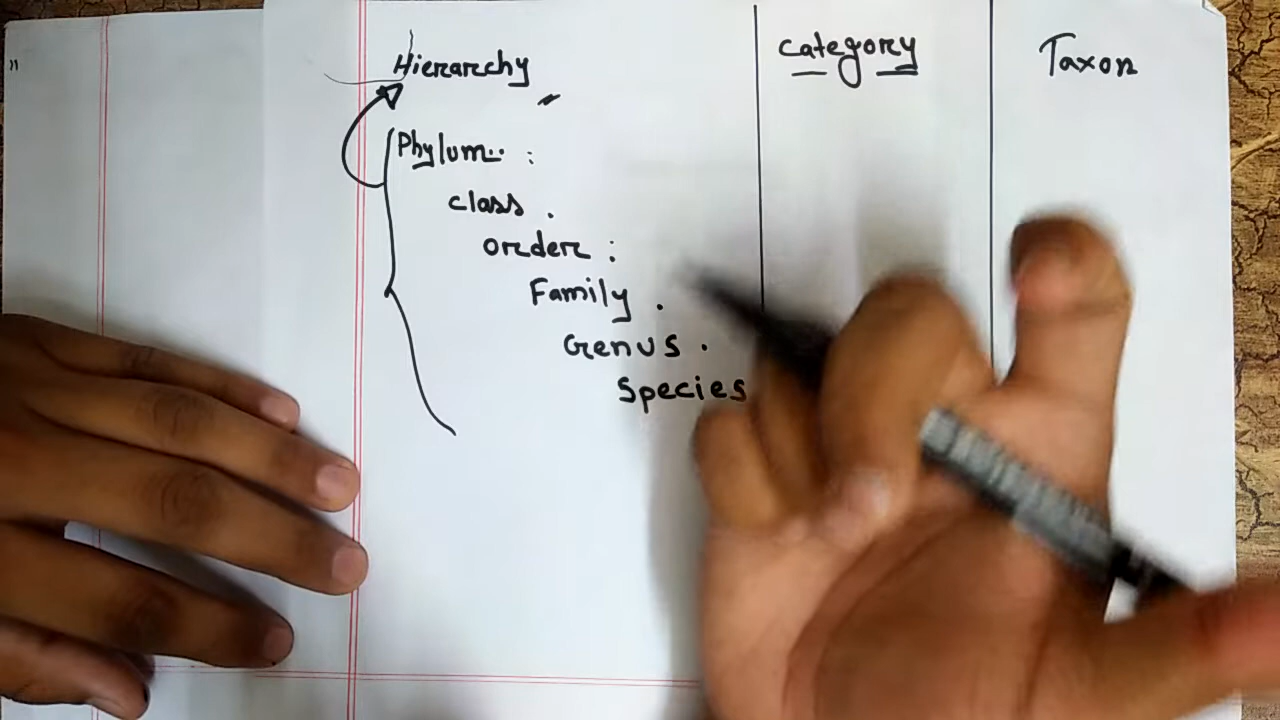 Hierarchy
Category
Taxon
Phylum.. :
class .
order :
Family .
Genus .
Species